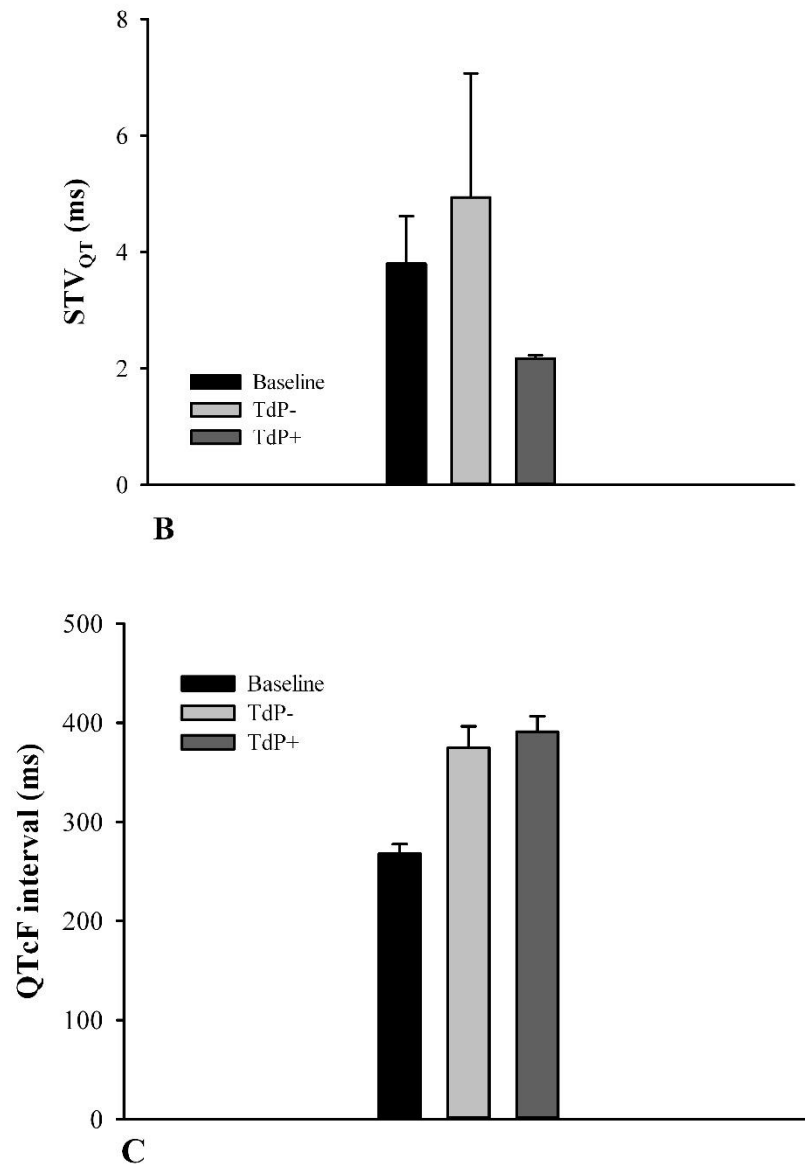 8
6
4
2
0
STV_QT (ms)
Baseline
TdP-
TdP+
B
500
400
300
200
100
0
QTcF interval (ms)
Baseline
TdP-
TdP+
C